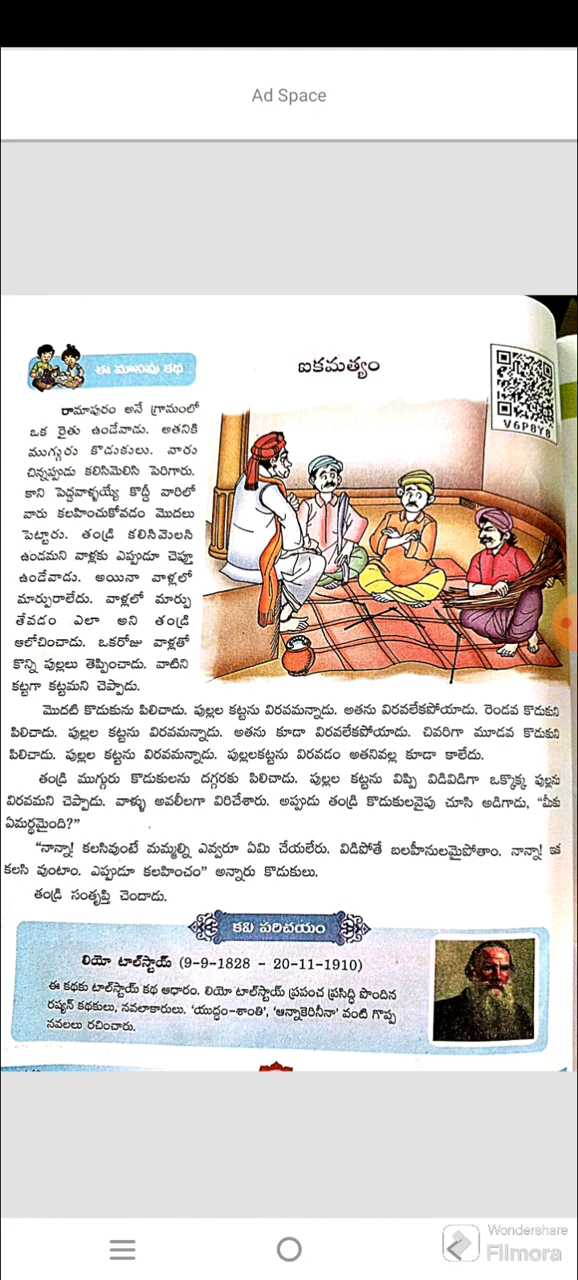 Ad Space
ఈ మాసపు కథ
ఐకమత్యం
V6P8Y8
రామాపురం అనే గ్రామంలో
ఒక రైతు ఉండేవాడు. అతనికి
ముగ్గురు కొడుకులు. వారు
చిన్నప్పుడు కలిసిమెలిసి పెరిగారు.
కాని పెద్దవాళ్ళయ్యే కొద్దీ వారిలో
వారు కలహించుకోవడం మొదలు
పెట్టారు. తండ్రి కలిసిమెలసి
ఉండమని వాళ్లకు ఎప్పుడూ చెప్తూ
ఉండేవాడు. అయినా వాళ్లలో
మార్పురాలేదు. వాళ్లలో మార్పు
తేవడం ఎలా అని తండ్రి
ఆలోచించాడు. ఒకరోజు వాళ్లతో
కొన్ని పుల్లలు తెప్పించాడు. వాటిని
కట్టగా కట్టమని చెప్పాడు.
మొదటి కొడుకును పిలిచాడు. పుల్లల కట్టను విరవమన్నాడు. అతను విరవలేకపోయాడు. రెండవ కొడుకుని
పిలిచాడు. పుల్లల కట్టను విరవమన్నాడు. అతను కూడా విరవలేకపోయాడు. చివరిగా మూడవ కొడుకుని
పిలిచాడు. పుల్లల కట్టను విరవమన్నాడు. పుల్లలకట్టను విరవడం అతనివల్ల కూడా కాలేదు.
తండ్రి ముగ్గురు కొడుకులను దగ్గరకు పిలిచాడు. పుల్లల కట్టను విప్పి విడివిడిగా ఒక్కొక్క పుల్లను
విరవమని చెప్పాడు. వాళ్ళు అవలీలగా విరిచేశారు. అప్పుడు తండ్రి కొడుకులవైపు చూసి అడిగాడు, “మీకు
ఏమర్థమైంది?”
“నాన్నా! కలసివుంటే మమ్మల్ని ఎవ్వరూ ఏమి చేయలేరు. విడిపోతే బలహీనులమైపోతాం. నాన్నా! ఇక
కలసి వుంటాం. ఎప్పుడూ కలహించం” అన్నారు కొడుకులు.
తండ్రి సంతృప్తి చెందాడు.
కవి పరిచయం
లియో టాల్‌స్టాయ్ (9-9-1828 - 20-11-1910)
ఈ కథకు టాల్‌స్టాయ్ కథ ఆధారం. లియో టాల్‌స్టాయ్ ప్రపంచ ప్రసిద్ధి పొందిన
రష్యన్ కథకులు, నవలాకారులు. ‘యుద్ధం-శాంతి’, ‘ఆన్నాకెరినీనా’ వంటి గొప్ప
నవలలు రచించారు.
Wondershare
Filmora